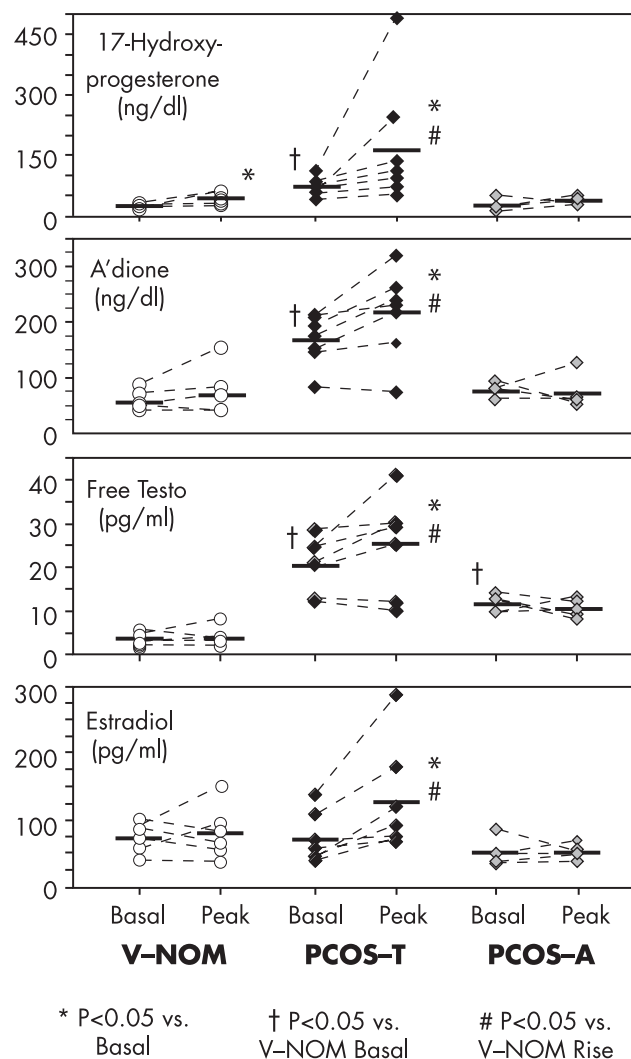 450
17-Hydroxy-
progesterone
(ng/dl)
300
150
0
*
†
*
#
300
A'dione
(ng/dl)
200
100
0
†
*
#
40
Free Testo
(pg/ml)
30
20
10
0
†
*
#
†
300
Estradiol
(pg/ml)
200
100
0
*
#
Basal Peak Basal Peak Basal Peak
V–NOM PCOS–T PCOS–A
* P<0.05 vs. Basal
† P<0.05 vs. V–NOM Basal
# P<0.05 vs. V–NOM Rise